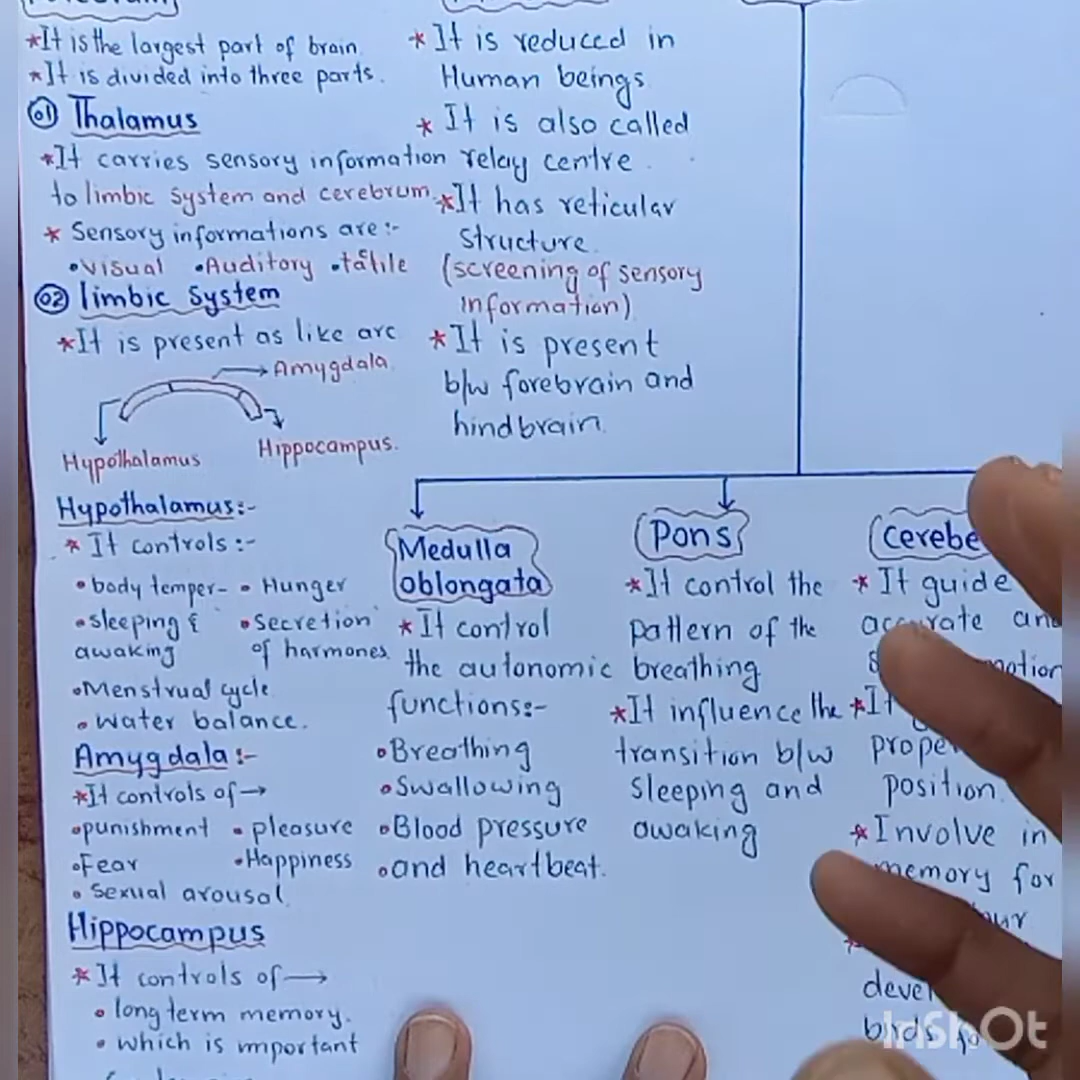 *It is the largest part of brain.
*It is divided into three parts.
01 Thalamus
*It carries sensory information
to limbic system and cerebrum
* Sensory informations are:-
•visual •Auditory •tactile
02 limbic system
*It is present as like arc
Amygdala
Hypothalamus
Hippocampus.
Hypothalamus:-
* It controls:-
•body temper- • Hunger
•sleeping & •secretion
awaking of harmones.
•Menstrual cycle
•water balance.
Amygdala:-
*It controls of→
•punishment •pleasure
•Fear •Happiness
•Sexual arousal
Hippocampus
*It controls of→
•long term memory.
•which is important
*It is reduced in
Human beings
* It is also called
relay centre.
*It has reticular
structure.
(screening of sensory
information)
*It is present
b/w forebrain and
hindbrain.
Medulla
oblongata
*It control
the autonomic
functions:-
•Breathing
•Swallowing
•Blood pressure
•and heartbeat.
Pons
*It control the
pattern of the
breathing
*It influence the
transition b/w
sleeping and
awaking
cerebe
* It guide
and
*It
position.
*Involve in
memory for
InShOt